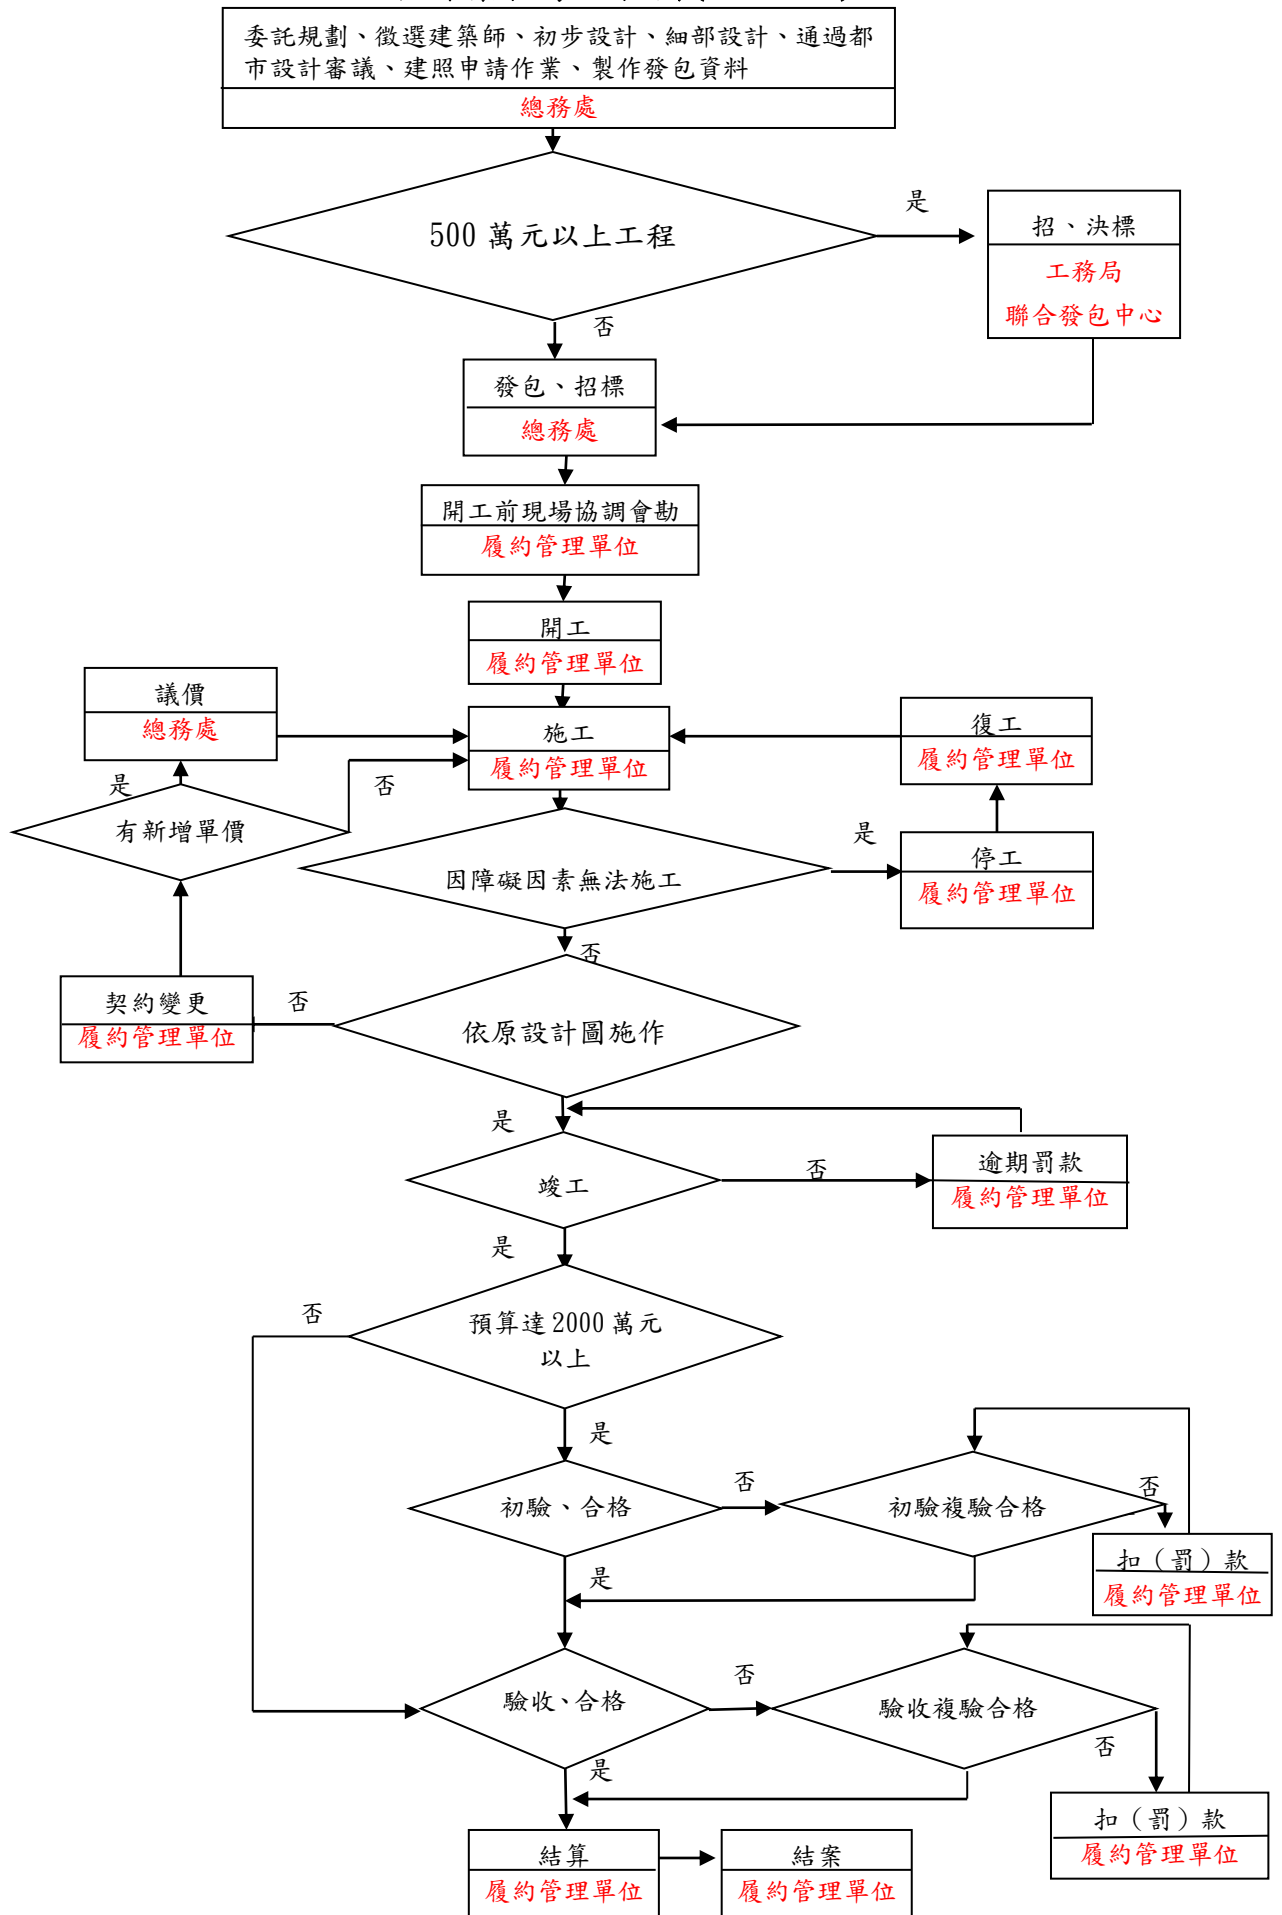 委託規劃、徵選建築師、初步設計、細部設計、通過都
市設計審議、建照申請作業、製作發包資料
總務處
500 萬元以上工程
是
招、決標
工務局
聯合發包中心
否
發包、招標
總務處
開工前現場協調會勘
履約管理單位
開工
履約管理單位
議價
總務處
施工
履約管理單位
復工
履約管理單位
是
否
有新增單價
因障礙因素無法施工
是
停工
履約管理單位
否
契約變更
履約管理單位
否
依原設計圖施作
是
竣工
否
逾期罰款
履約管理單位
是
否
預算達 2000 萬元
以上
是
初驗、合格
否
初驗複驗合格
否
扣（罰）款
履約管理單位
是
驗收、合格
否
驗收複驗合格
否
扣（罰）款
履約管理單位
是
結算
履約管理單位
結案
履約管理單位